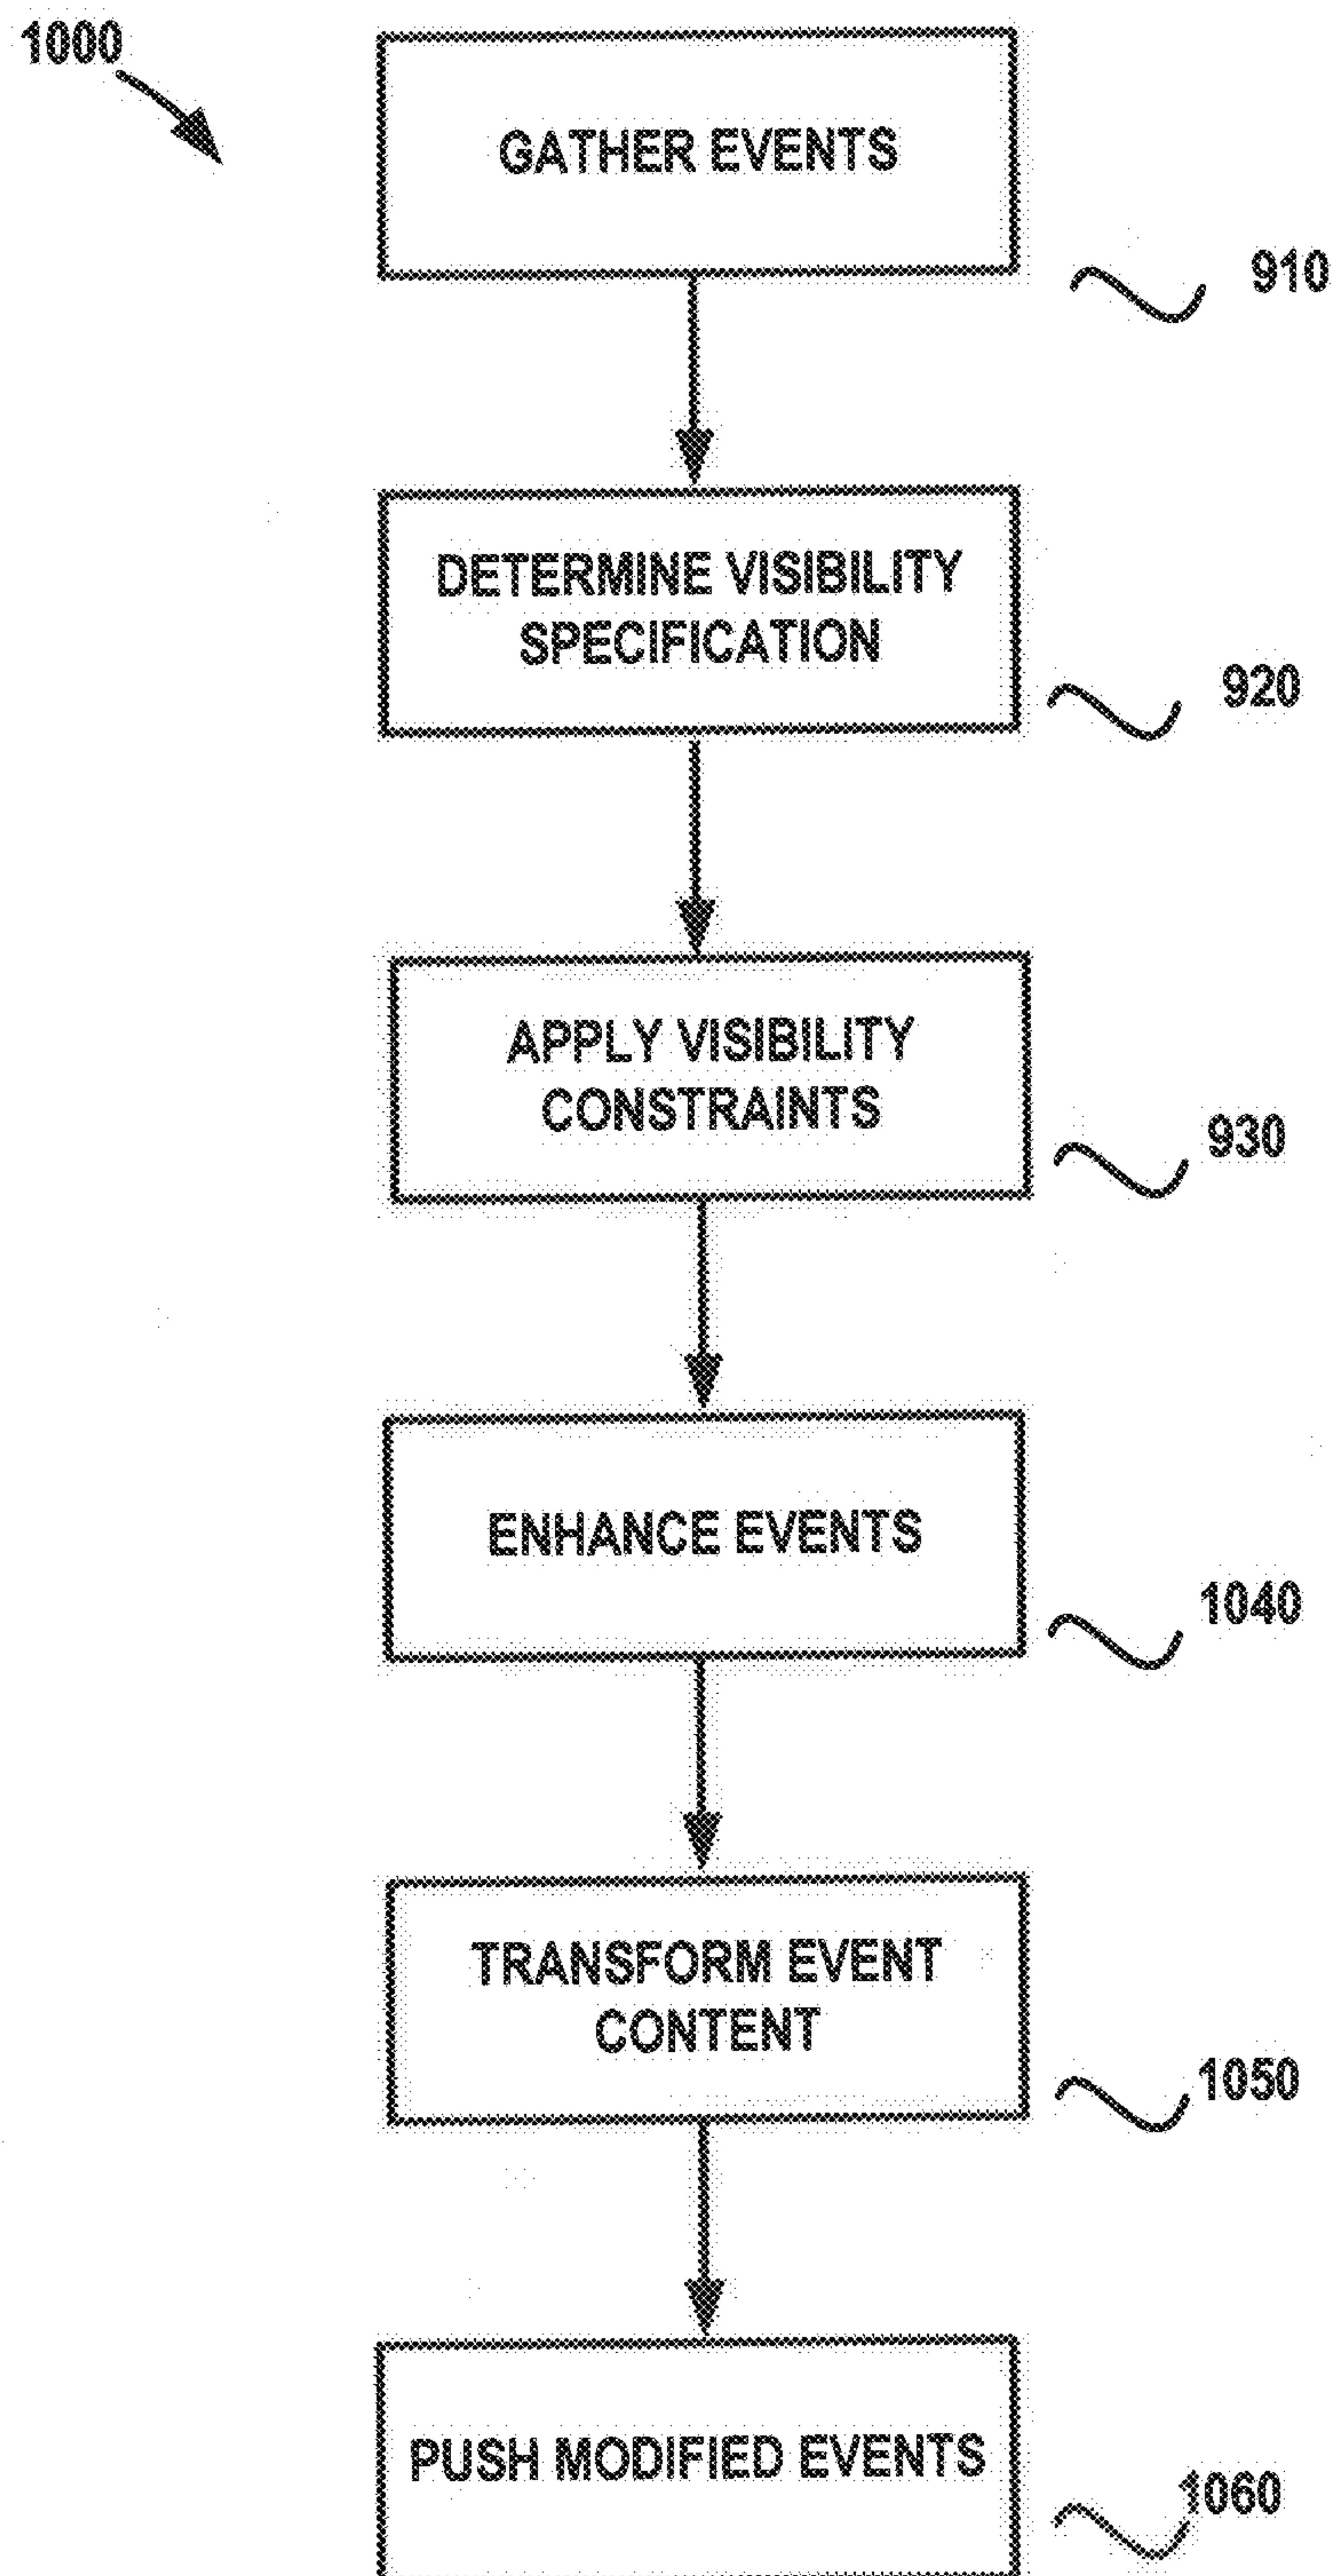 1000
GATHER EVENTS
910
DETERMINE VISIBILITY
SPECIFICATION
920
APPLY VISIBILITY
CONSTRAINTS
930
ENHANCE EVENTS
1040
TRANSFORM EVENT
CONTENT
1050
PUSH MODIFIED EVENTS
1060